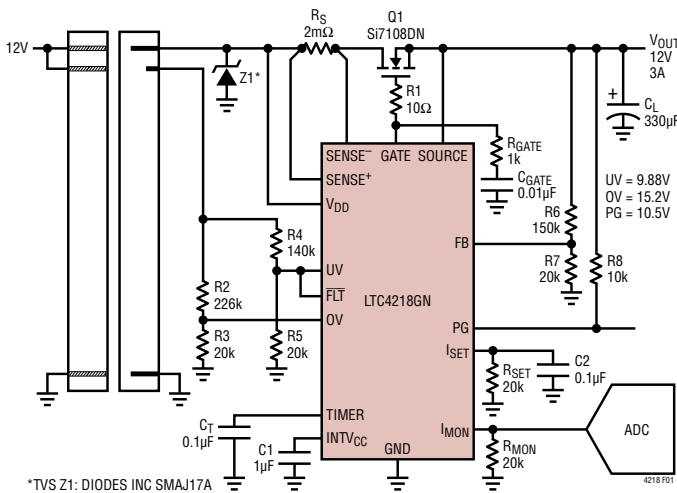 12V
Z1*
RS
2mΩ
Q1
Si7108DN
R1
10Ω
VOUT
12V
3A
+
CL
330µF
RGATE
1k
CGATE
0.01µF
UV = 9.88V
OV = 15.2V
PG = 10.5V
SENSE– GATE SOURCE
SENSE+
VDD
R4
140k
R6
150k
FB
R7
20k
R8
10k
UV
FLT
LTC4218GN
R2
226k
OV
R3
20k
R5
20k
PG
ISET
RSET
20k
C2
0.1µF
TIMER
CT
0.1µF
INTVCC
C1
1µF
GND
IMON
RMON
20k
ADC
*TVS Z1: DIODES INC SMAJ17A
4218 F01